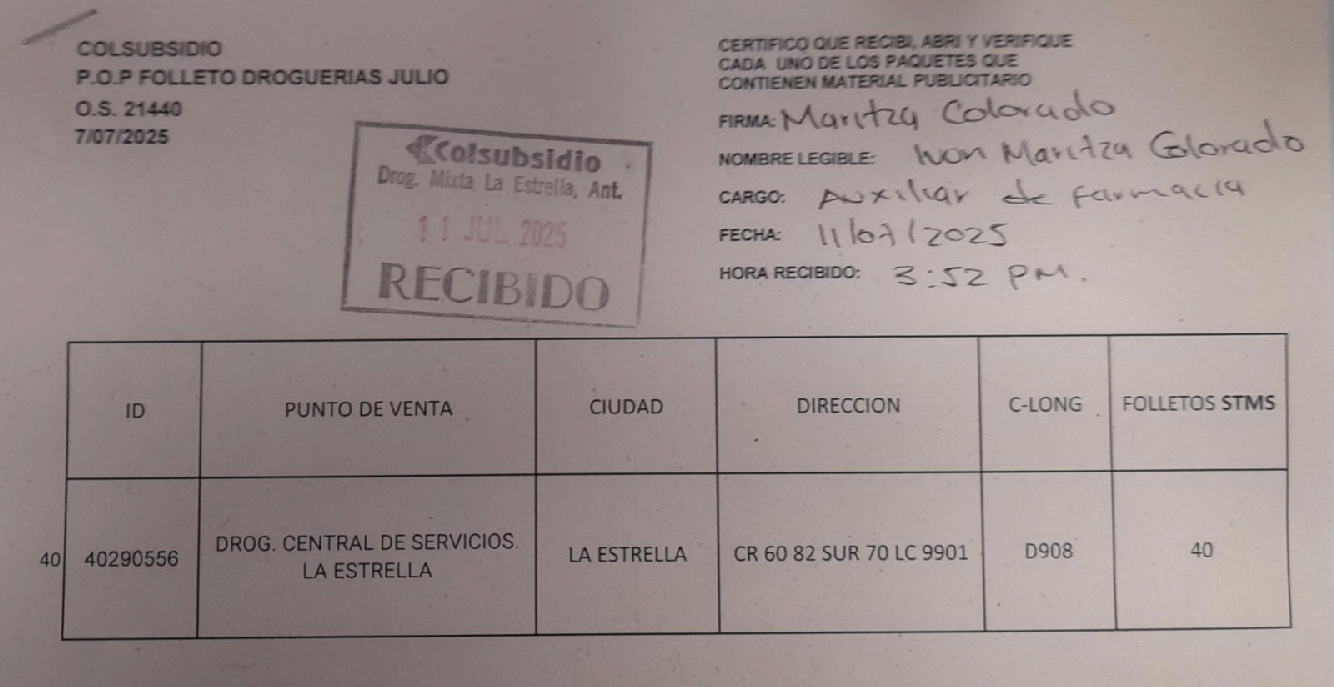 COLSUBSIDIO
P.O.P FOLLETO DROGUERIAS JULIO
O.S. 21440
7/07/2025
Colsubsidio
Drog. Mixta La Estrella, Ant.
11 JUL 2025
RECIBIDO
CERTIFICO QUE RECIBI, ABRI Y VERIFIQUE
CADA UNO DE LOS PAQUETES QUE
CONTIENEN MATERIAL PUBLICITARIO
FIRMA: Maritza Colorado
NOMBRE LEGIBLE: Ivon Maritza Colorado
CARGO: Auxiliar de farmacia
FECHA: 11/07/2025
HORA RECIBIDO: 3:52 PM.
ID PUNTO DE VENTA CIUDAD DIRECCION C-LONG FOLLETOS STMS
40 40290556 DROG. CENTRAL DE SERVICIOS. LA ESTRELLA CR 60 82 SUR 70 LC 9901 D908 40
LA ESTRELLA